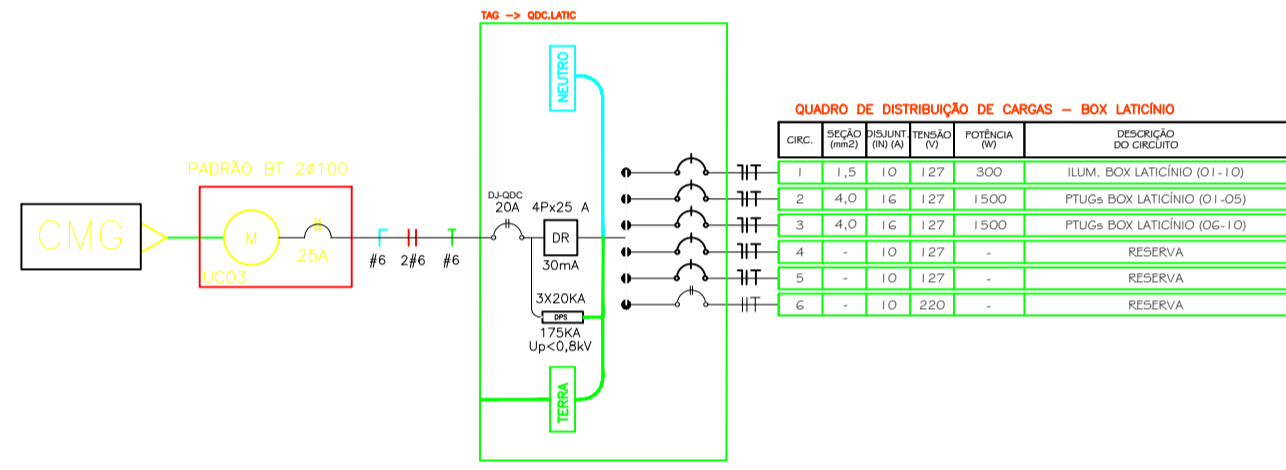 TAG -> QDC.LATIC
NEUTRO
QUADRO DE DISTRIBUIÇÃO DE CARGAS - BOX LATICÍNIO
CIRC. SEÇÃO (mm2) DISJUNT. (IN) (A) TENSÃO (V) POTÊNCIA (W) DESCRIÇÃO DO CIRCUITO
1 1,5 10 127 300 ILUM. BOX LATICÍNIO (01-10)
2 4,0 16 127 1500 PTUGs BOX LATICÍNIO (01-05)
3 4,0 16 127 1500 PTUGs BOX LATICÍNIO (06-10)
4 - 10 127 - RESERVA
5 - 10 127 - RESERVA
6 - 10 220 - RESERVA
PADRÃO BT 2ø100
CMG
M
25A
UC03
#6 2#6 #6
DJ-QDC
20A
4Px25 A
DR
30mA
3X20KA
DPS
175KA
Up<0,8kV
TERRA